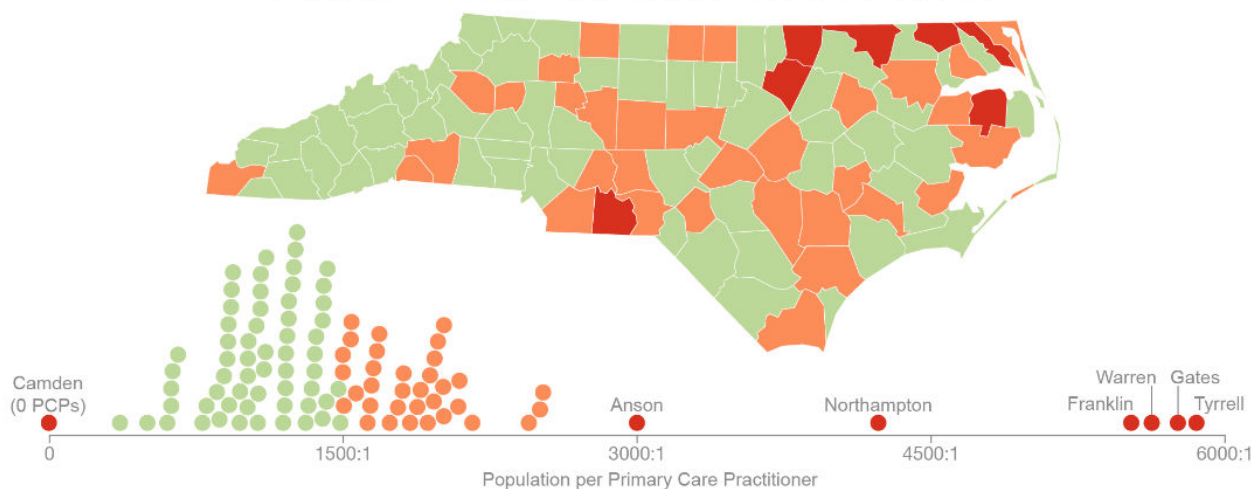 Camden
(0 PCPs)
Anson
Northampton
Warren
Gates
Franklin
Tyrrell
0
1500:1
3000:1
4500:1
6000:1
Population per Primary Care Practitioner